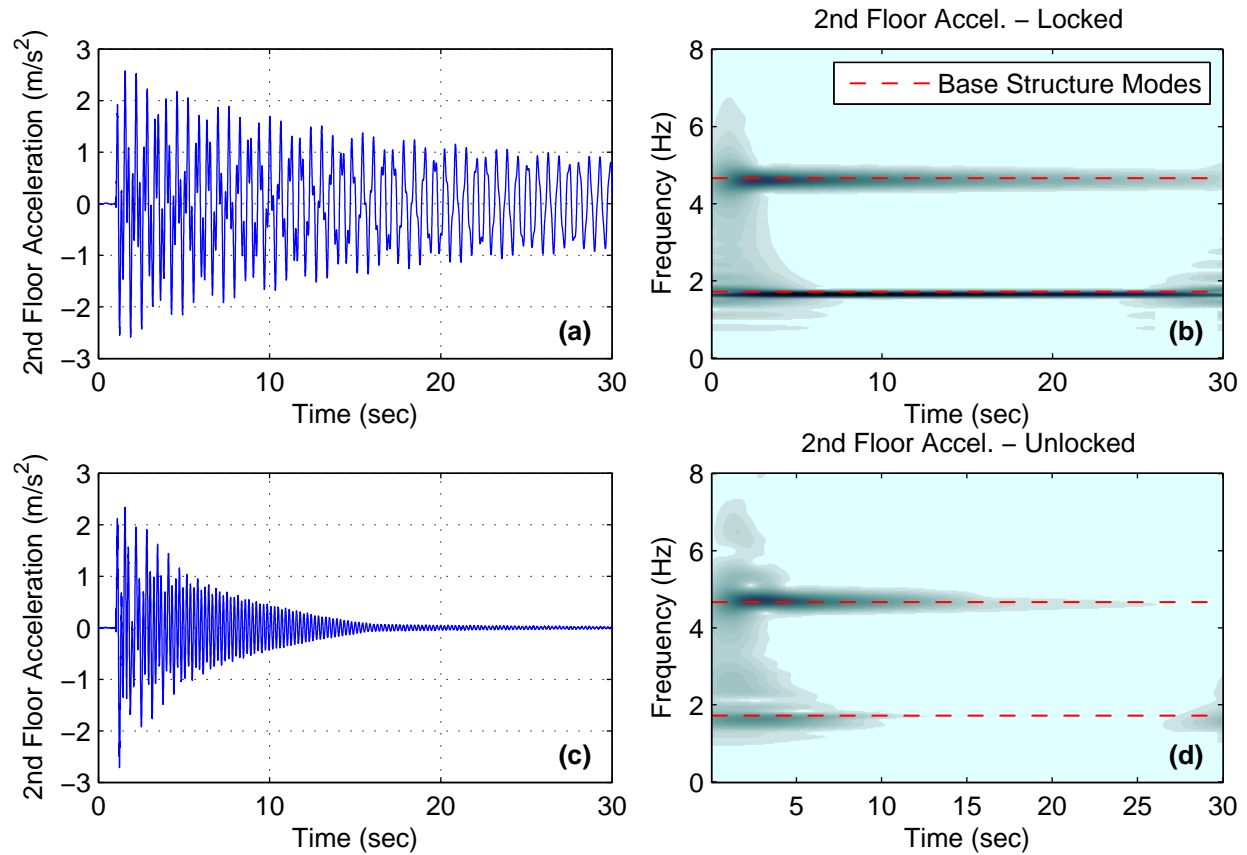 2nd Floor Acceleration (m/s²)
3
2
1
0
−1
−2
−3
0
10
20
30
Time (sec)
(a)
2nd Floor Accel. − Locked
Frequency (Hz)
8
6
4
2
0
0
10
20
30
Time (sec)
Base Structure Modes
(b)
2nd Floor Acceleration (m/s²)
3
2
1
0
−1
−2
−3
0
10
20
30
Time (sec)
(c)
2nd Floor Accel. − Unlocked
Frequency (Hz)
8
6
4
2
0
5
10
15
20
25
30
Time (sec)
(d)